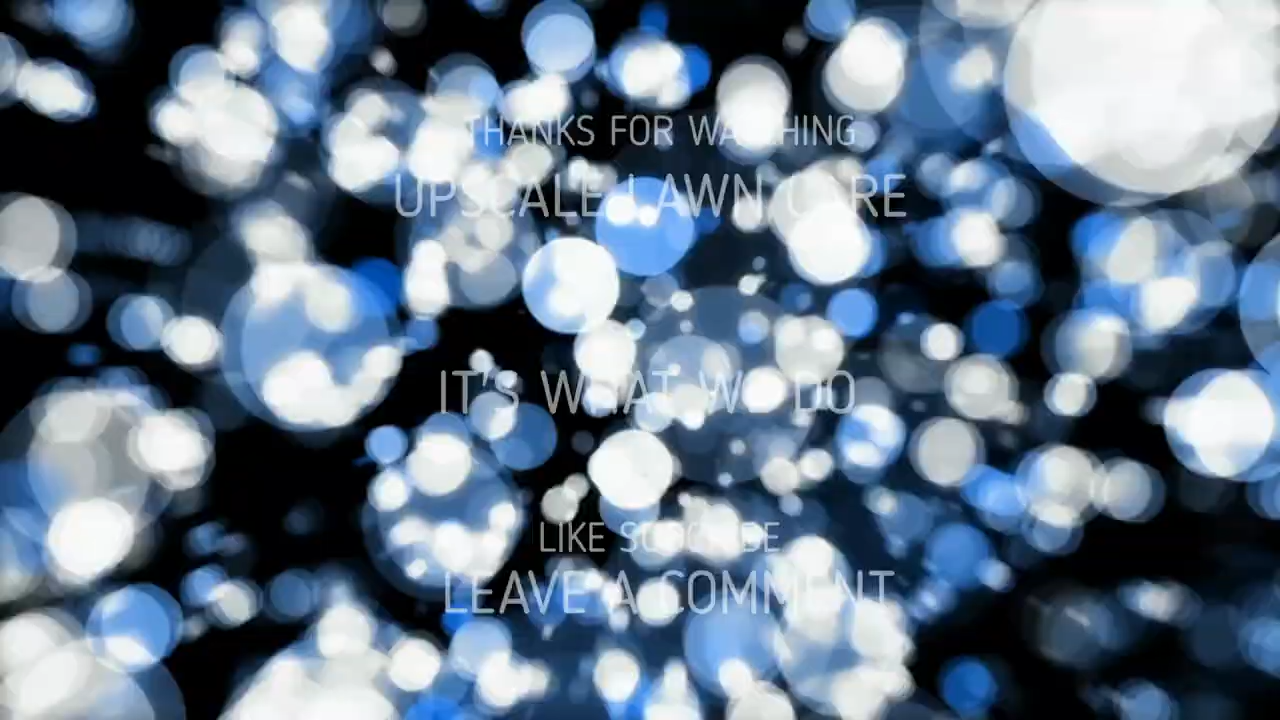 THANKS FOR WATCHING
UPSCALE LAWN CARE
IT'S WHAT WE DO
LIKE SUBSCRIBE
LEAVE A COMMENT